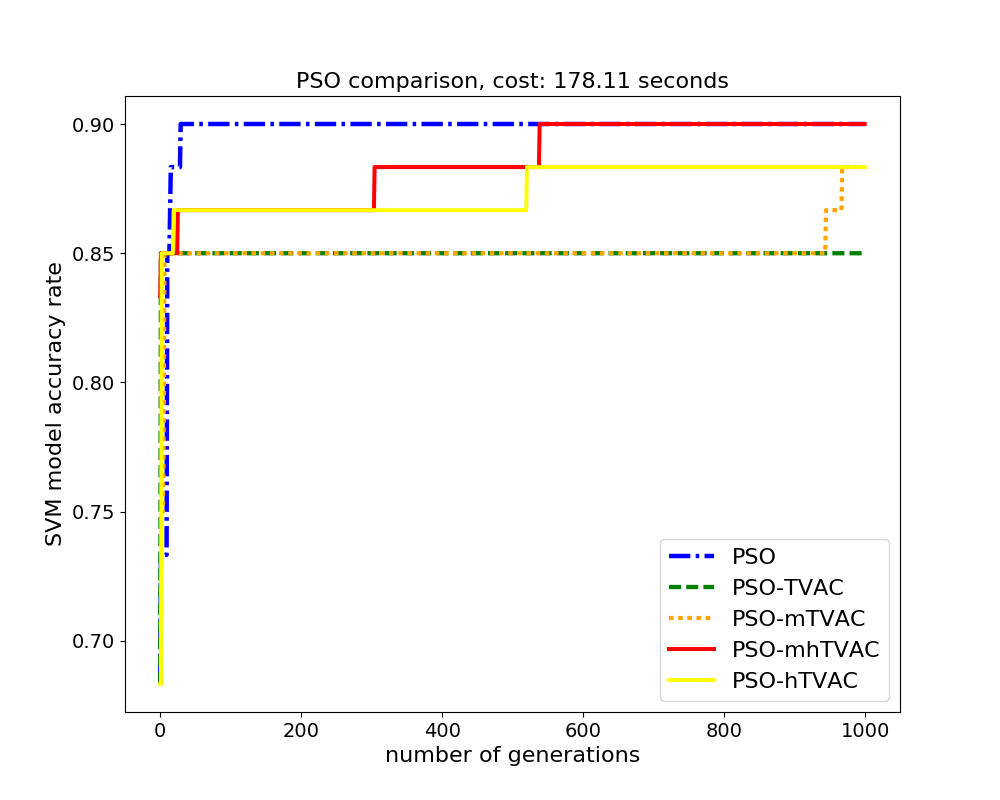 PSO comparison, cost: 178.11 seconds
0.90
0.85
0.80
0.75
0.70
SVM model accuracy rate
0 200 400 600 800 1000
number of generations
PSO
PSO-TVAC
PSO-mTVAC
PSO-mhTVAC
PSO-hTVAC